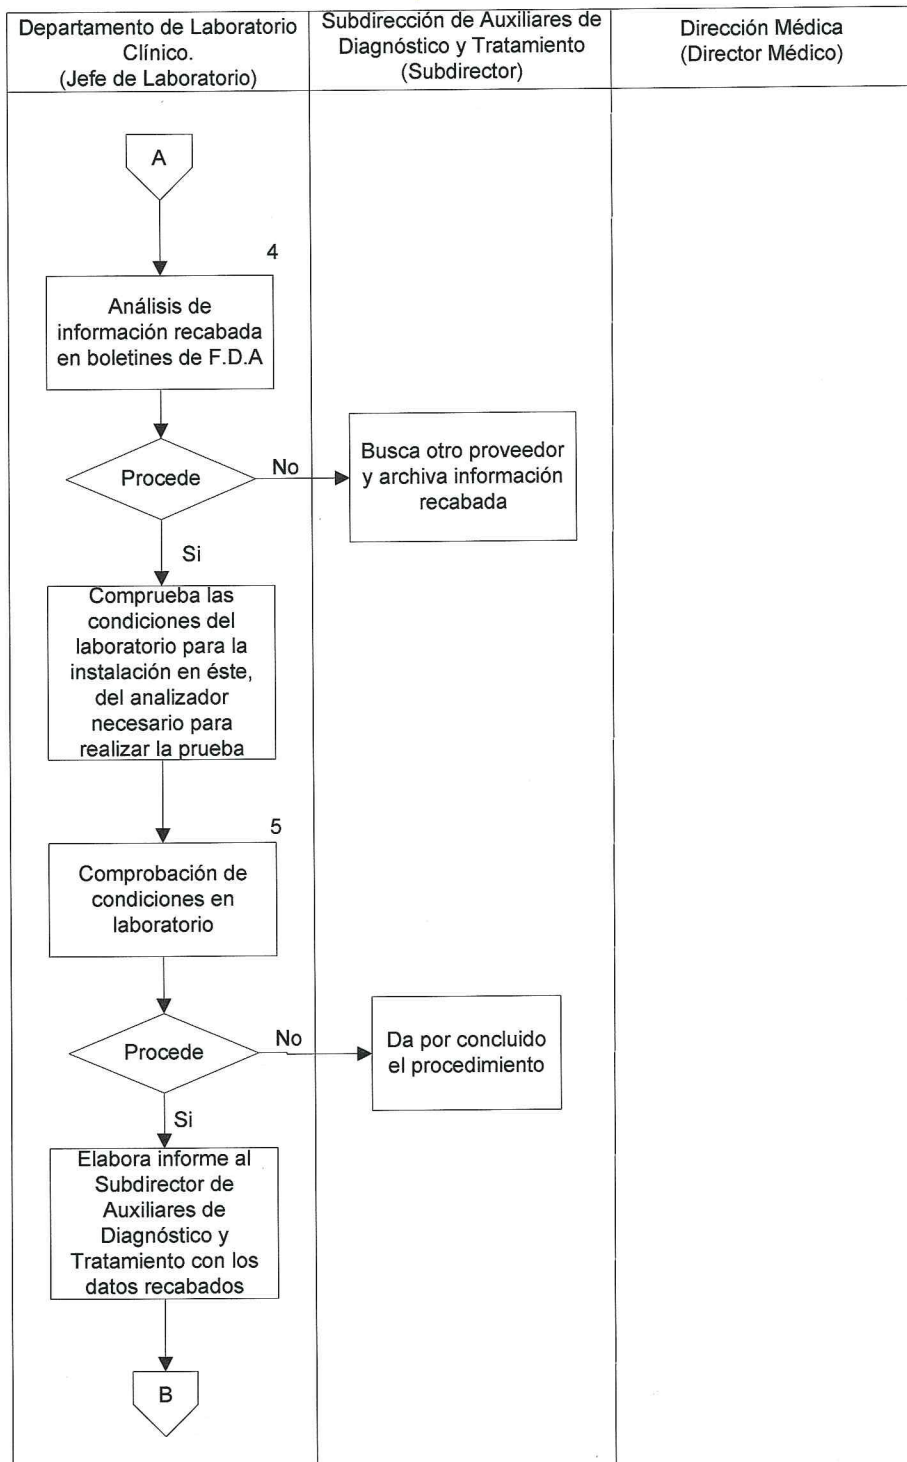 Departamento de Laboratorio
Clínico.
(Jefe de Laboratorio)
Subdirección de Auxiliares de
Diagnóstico y Tratamiento
(Subdirector)
Dirección Médica
(Director Médico)
A
4
Análisis de
información recabada
en boletines de F.D.A
Procede
No
Busca otro proveedor
y archiva información
recabada
Si
Comprueba las
condiciones del
laboratorio para la
instalación en éste,
del analizador
necesario para
realizar la prueba
5
Comprobación de
condiciones en
laboratorio
Procede
No
Da por concluido
el procedimiento
Si
Elabora informe al
Subdirector de
Auxiliares de
Diagnóstico y
Tratamiento con los
datos recabados
B